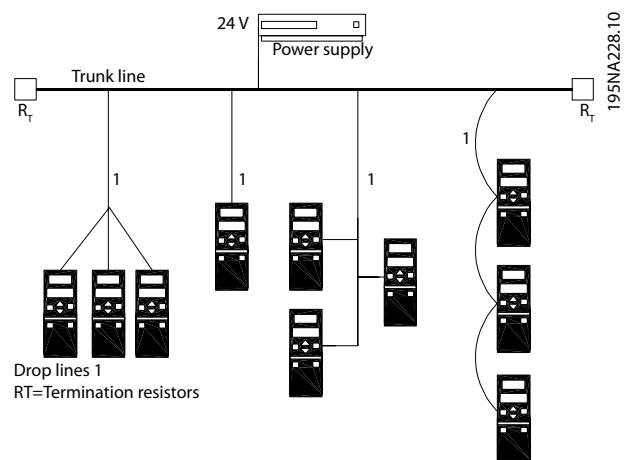 24 V
Power supply
195NA228.10
Trunk line
R_T
R_T
1
1
1
1
Drop lines 1
RT=Termination resistors